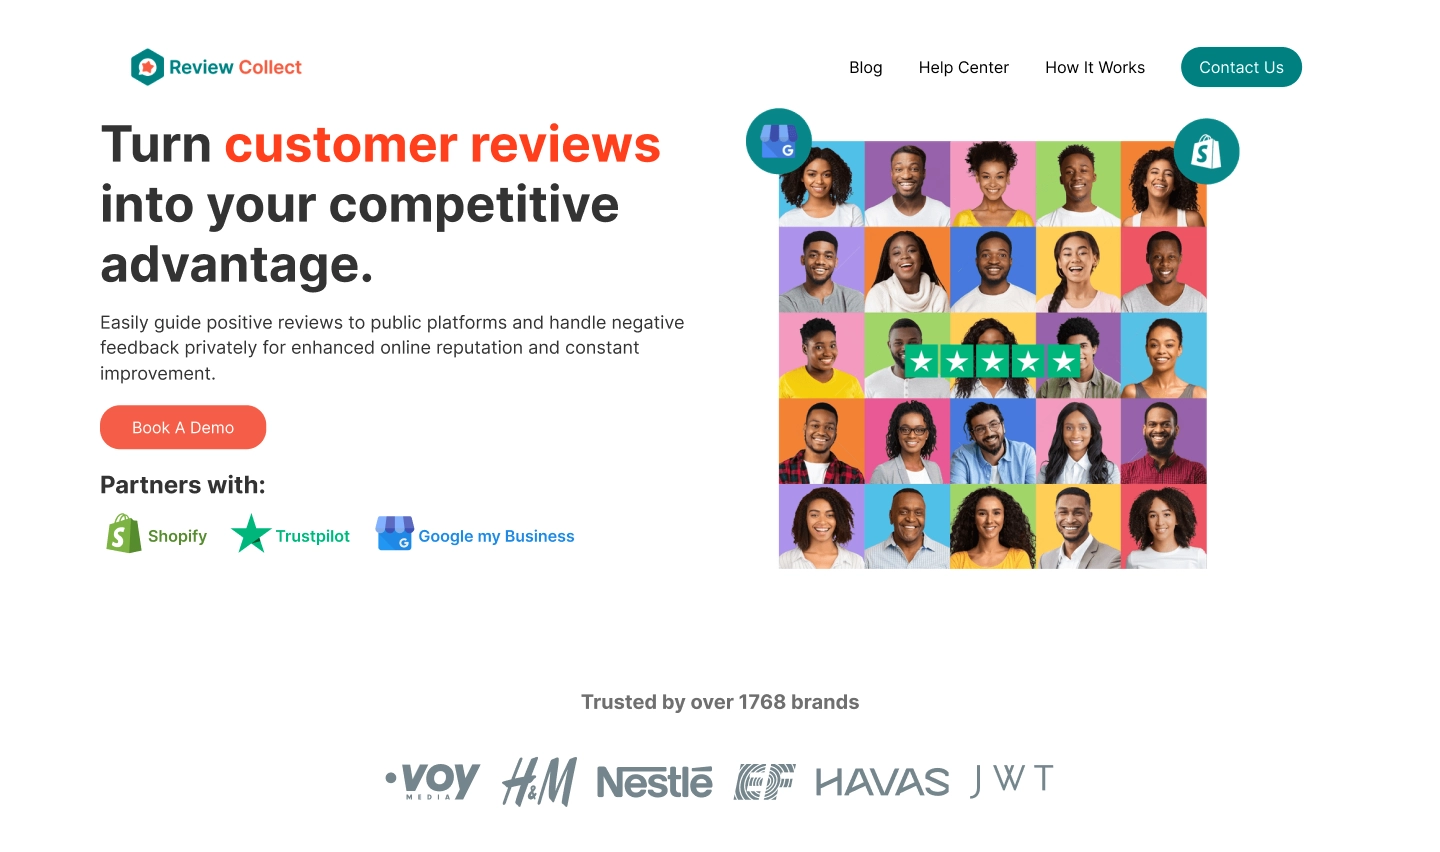 Review Collect
Blog
Help Center
How It Works
Contact Us
Turn customer reviews
into your competitive
advantage.
Easily guide positive reviews to public platforms and handle negative
feedback privately for enhanced online reputation and constant
improvement.
Book A Demo
Partners with:
S Shopify
Trustpilot
G Google my Business
G
S
Trusted by over 1768 brands
VOY
MEDIA
H&M
Nestlé
EF
HAVAS
JWT